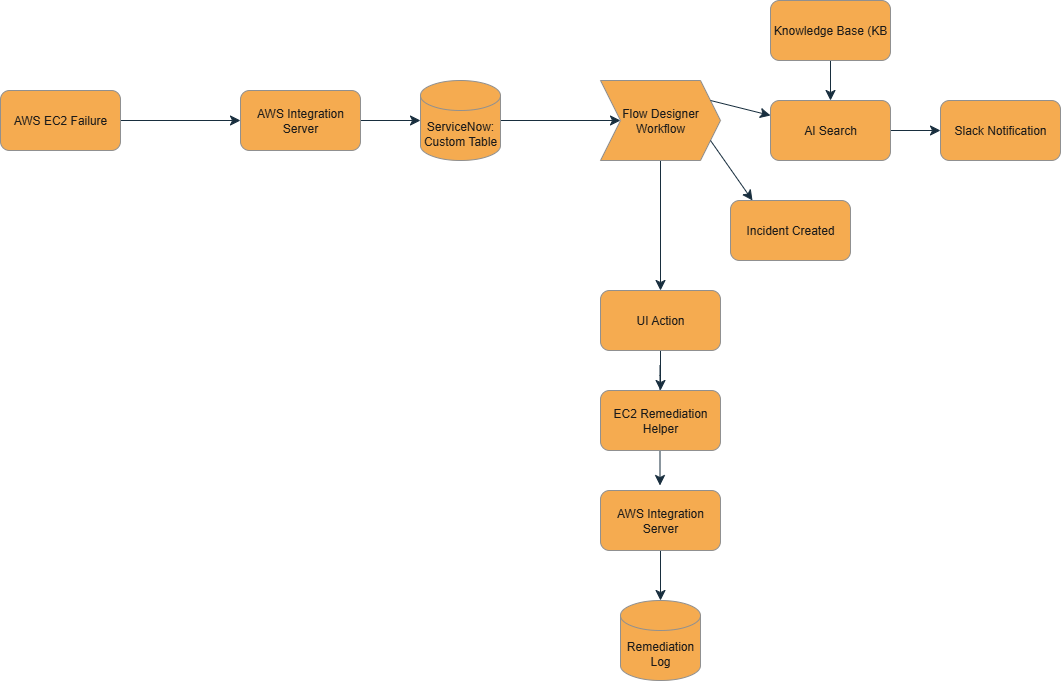 Knowledge Base (KB
AWS EC2 Failure
AWS Integration
Server
ServiceNow:
Custom Table
Flow Designer
Workflow
AI Search
Slack Notification
Incident Created
UI Action
EC2 Remediation
Helper
AWS Integration
Server
Remediation
Log